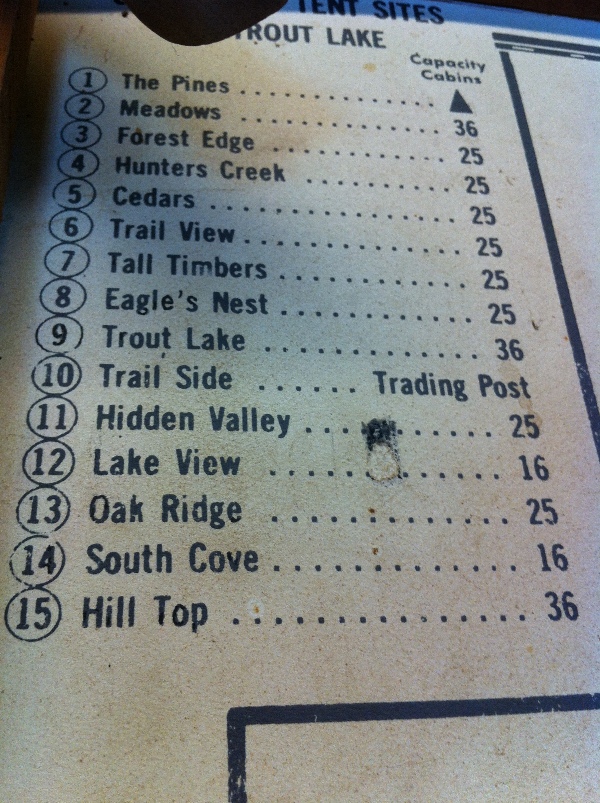 TENT SITES
TROUT LAKE
Capacity
Cabins
1 The Pines . . . . . . . . . . . . . ▲
2 Meadows . . . . . . . . . . . . . 36
3 Forest Edge . . . . . . . . . . . 25
4 Hunters Creek . . . . . . . . . 25
5 Cedars . . . . . . . . . . . . . . . 25
6 Trail View . . . . . . . . . . . . . 25
7 Tall Timbers . . . . . . . . . . . 25
8 Eagle's Nest . . . . . . . . . . . 25
9 Trout Lake . . . . . . . . . . . . 36
10 Trail Side . . . . . . Trading Post
11 Hidden Valley . . . . . . . . . . 25
12 Lake View . . . . . . . . . . . . 16
13 Oak Ridge . . . . . . . . . . . . 25
14 South Cove . . . . . . . . . . . . 16
15 Hill Top . . . . . . . . . . . . . . 36